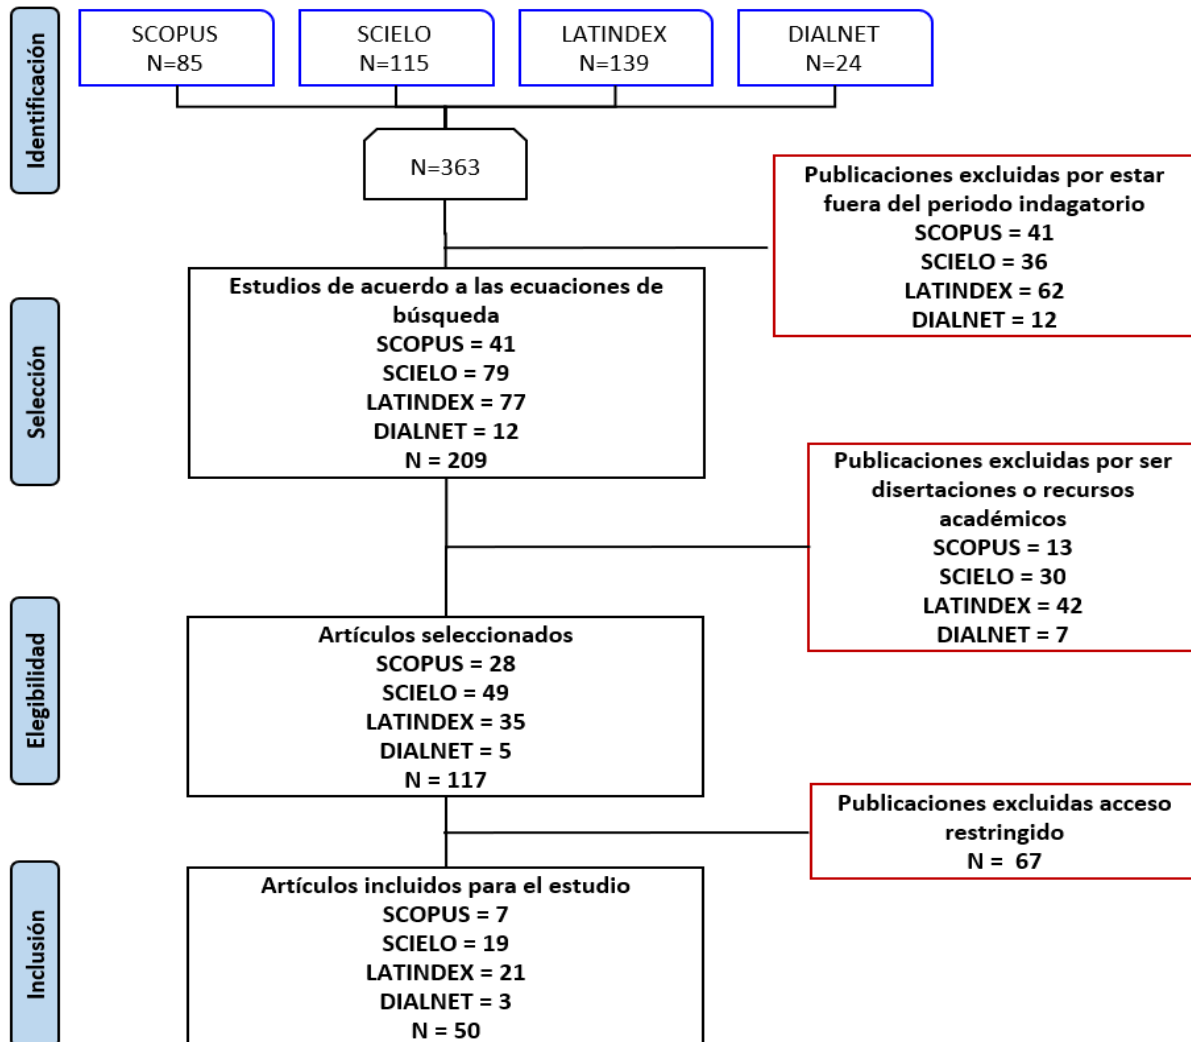 Identificación
SCOPUS
N=85
SCIELO
N=115
LATINDEX
N=139
DIALNET
N=24
N=363
Publicaciones excluidas por estar
fuera del periodo indagatorio
SCOPUS = 41
SCIELO = 36
LATINDEX = 62
DIALNET = 12
Selección
Estudios de acuerdo a las ecuaciones de
búsqueda
SCOPUS = 41
SCIELO = 79
LATINDEX = 77
DIALNET = 12
N = 209
Publicaciones excluidas por ser
disertaciones o recursos
académicos
SCOPUS = 13
SCIELO = 30
LATINDEX = 42
DIALNET = 7
Elegibilidad
Artículos seleccionados
SCOPUS = 28
SCIELO = 49
LATINDEX = 35
DIALNET = 5
N = 117
Publicaciones excluidas acceso
restringido
N = 67
Inclusión
Artículos incluidos para el estudio
SCOPUS = 7
SCIELO = 19
LATINDEX = 21
DIALNET = 3
N = 50